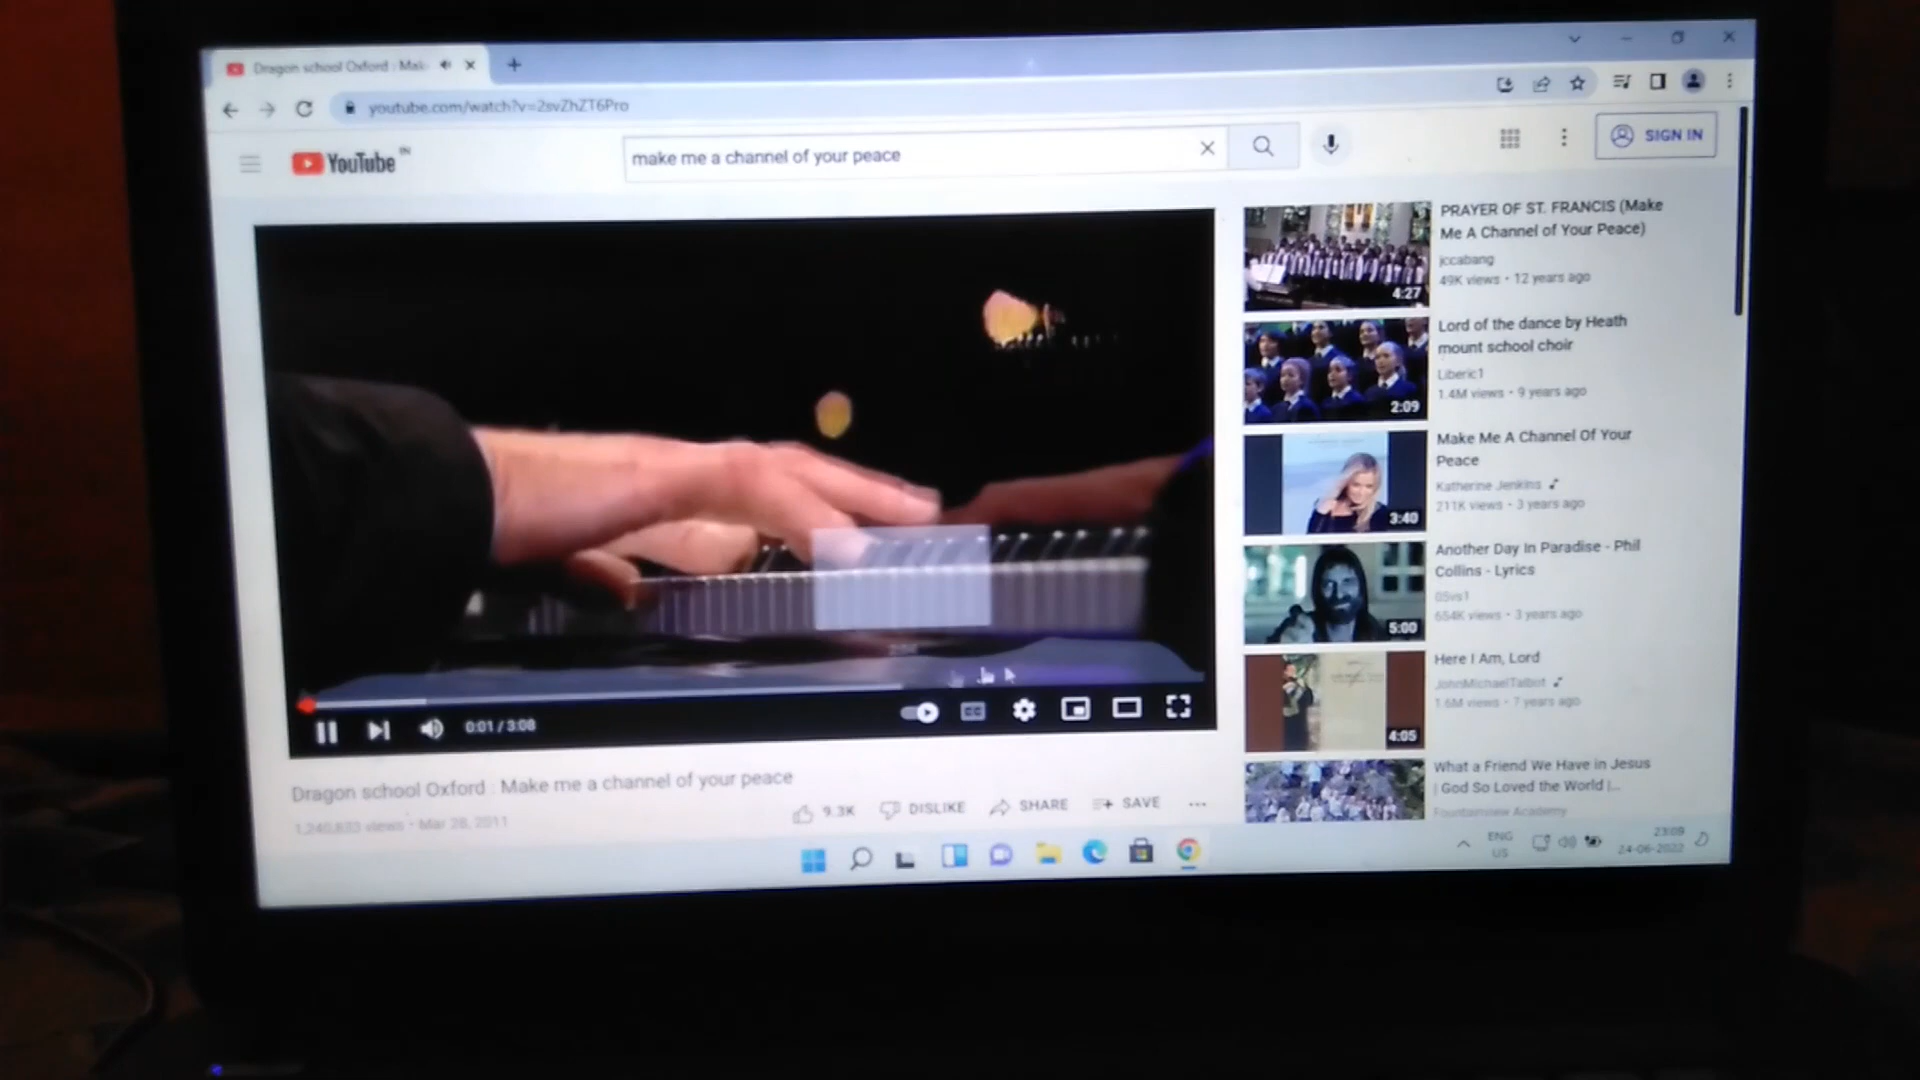 Dragon school Oxford : Mak
youtube.com/watch?v=2svZhZT6Pro
YouTube IN
make me a channel of your peace
SIGN IN
0:01 / 3:08
Dragon school Oxford : Make me a channel of your peace
1,240,833 views • Mar 28, 2011
9.3K
DISLIKE
SHARE
SAVE
4:27
PRAYER OF ST. FRANCIS (Make
Me A Channel of Your Peace)
jccabang
49K views • 12 years ago
2:09
Lord of the dance by Heath
mount school choir
Liberic1
1.4M views • 9 years ago
3:40
Make Me A Channel Of Your
Peace
Katherine Jenkins
211K views • 3 years ago
5:00
Another Day In Paradise - Phil
Collins - Lyrics
654K views • 3 years ago
4:05
Here I Am, Lord
JohnMichaelTalbot
1.6M views • 7 years ago
What a Friend We Have in Jesus
| God So Loved the World |...
Fountainview Academy
ENG
US
23:09
24-06-2022